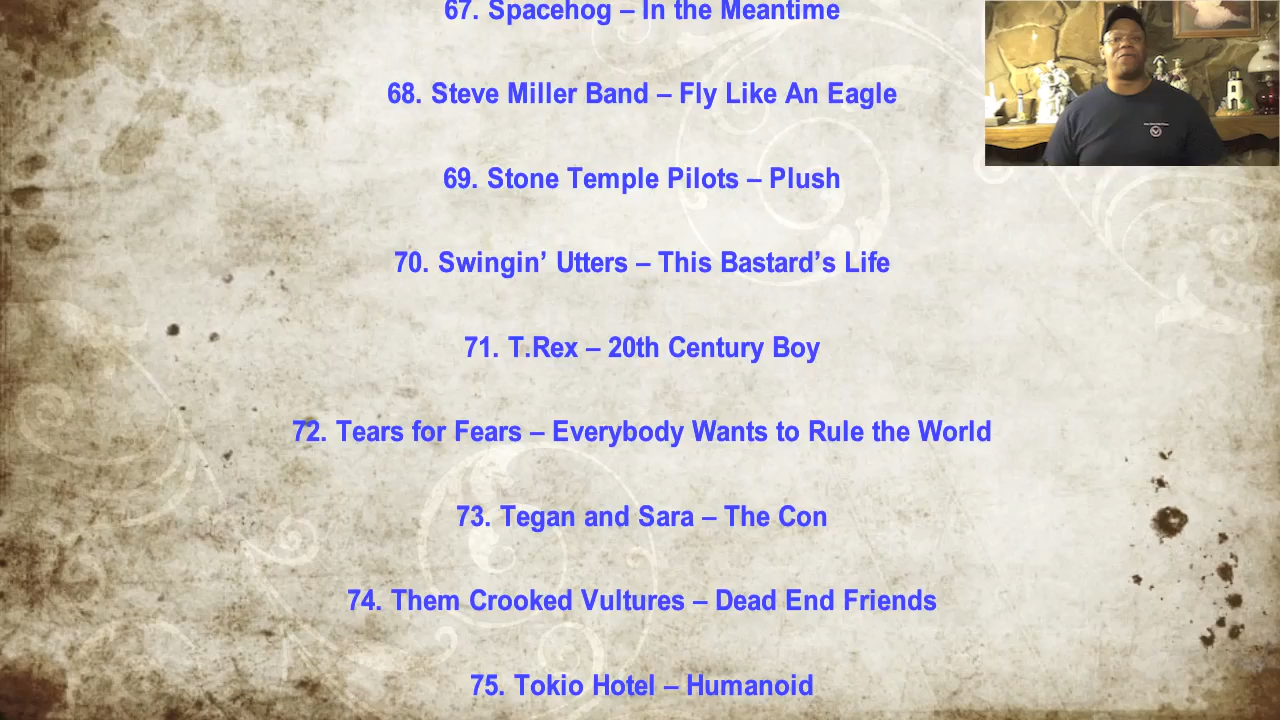 67. Spacehog – In the Meantime
68. Steve Miller Band – Fly Like An Eagle
69. Stone Temple Pilots – Plush
70. Swingin’ Utters – This Bastard’s Life
71. T.Rex – 20th Century Boy
72. Tears for Fears – Everybody Wants to Rule the World
73. Tegan and Sara – The Con
74. Them Crooked Vultures – Dead End Friends
75. Tokio Hotel – Humanoid